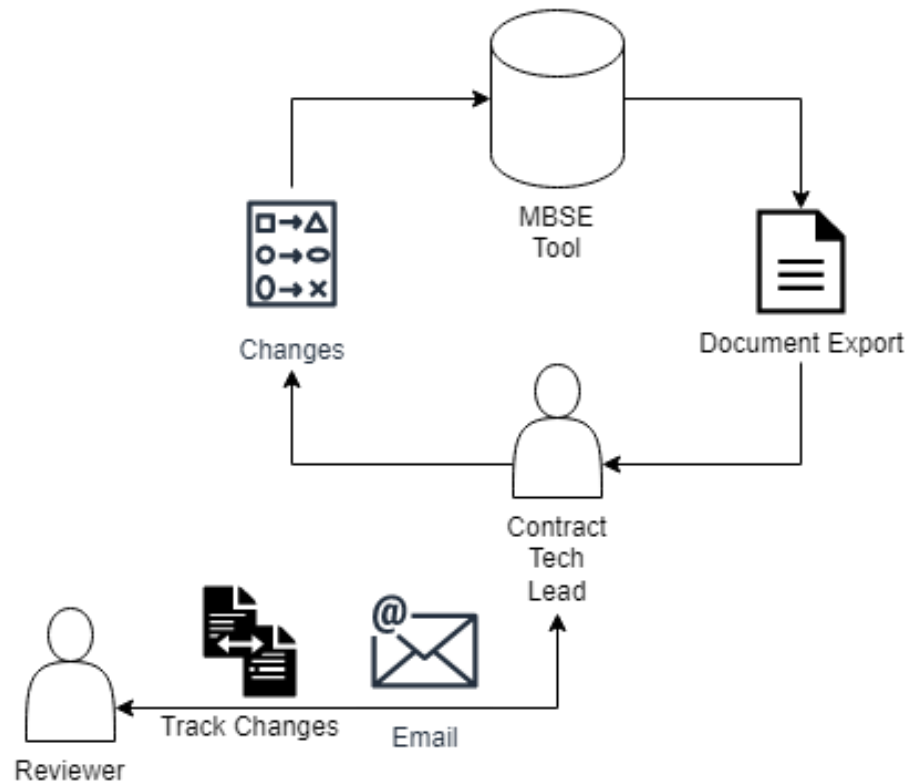 MBSE
Tool
Document Export
Changes
Contract
Tech
Lead
@
Track Changes
Email
Reviewer